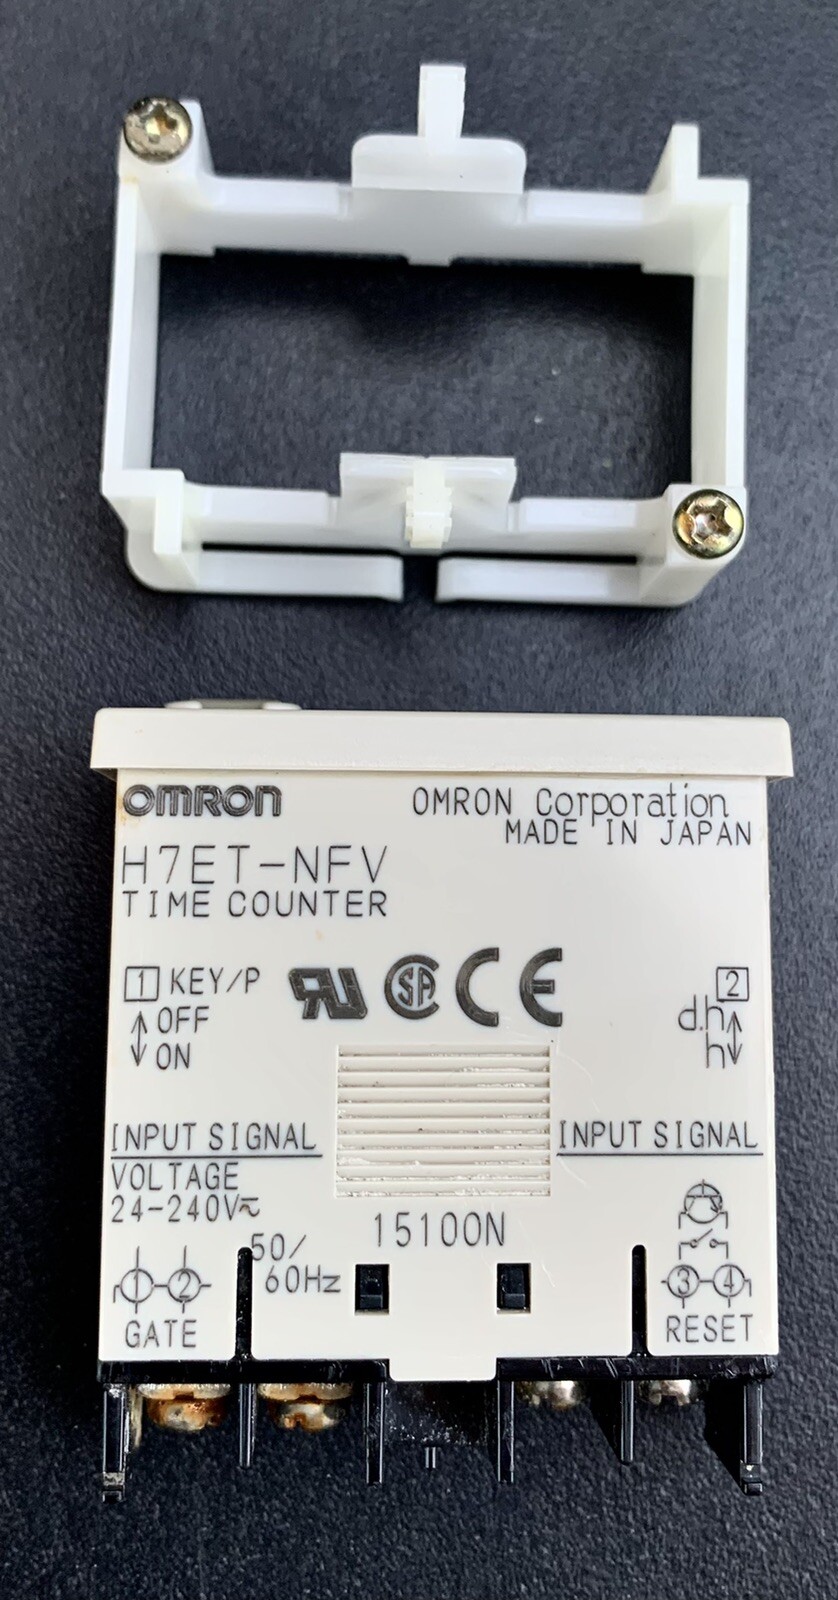 OMRON
OMRON Corporation
MADE IN JAPAN
H7ET-NFV
TIME COUNTER
1 KEY/P
OFF
ON
2
d.h
h
INPUT SIGNAL
VOLTAGE
24-240V≂
50/
60Hz
1 2
GATE
15100N
INPUT SIGNAL
3 4
RESET